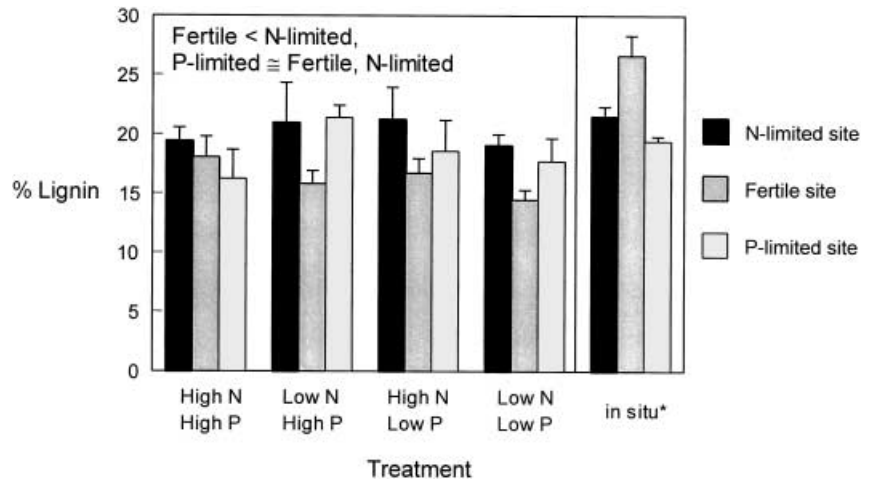 30
25
20
15
10
5
0
% Lignin
Fertile < N-limited,
P-limited ≅ Fertile, N-limited
N-limited site
Fertile site
P-limited site
High N
High P
Low N
High P
High N
Low P
Low N
Low P
in situ*
Treatment